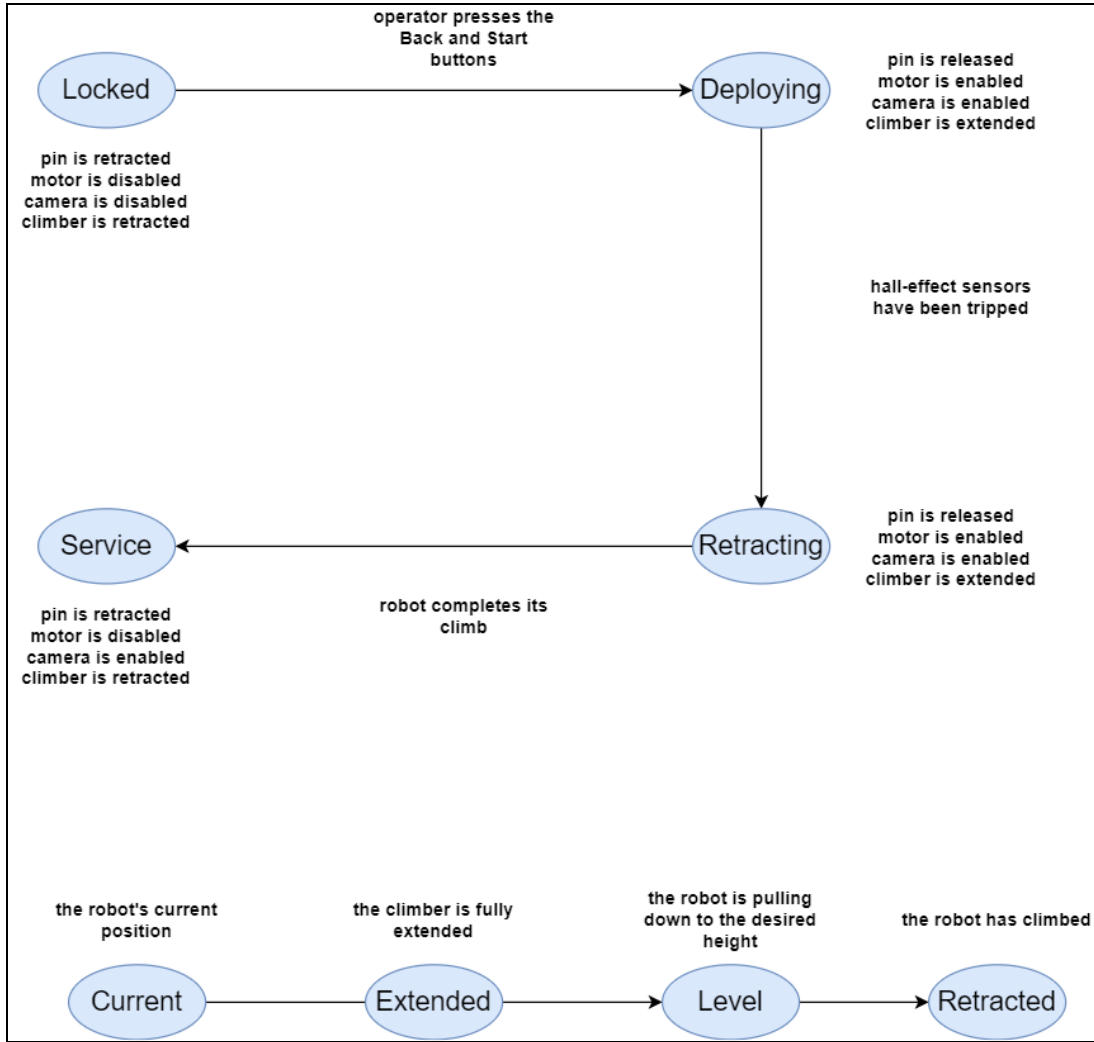 operator presses the
Back and Start
buttons
Locked
Deploying
pin is released
motor is enabled
camera is enabled
climber is extended
pin is retracted
motor is disabled
camera is disabled
climber is retracted
hall-effect sensors
have been tripped
Service
Retracting
pin is released
motor is enabled
camera is enabled
climber is extended
robot completes its
climb
pin is retracted
motor is disabled
camera is enabled
climber is retracted
the robot's current
position
the climber is fully
extended
the robot is pulling
down to the desired
height
the robot has climbed
Current
Extended
Level
Retracted